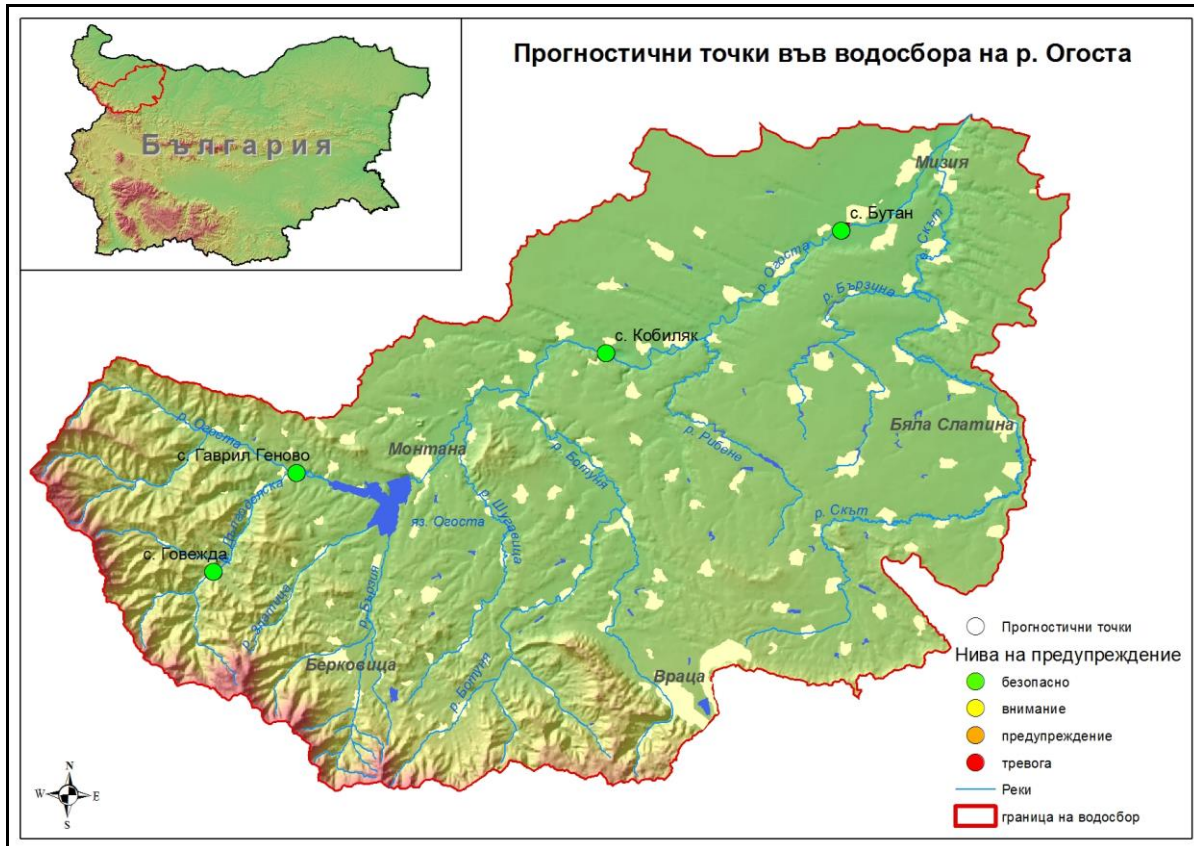 Прогностични точки във водосбора на р. Огоста
България
Мизия
с. Бутан
р. Скът
р. Огоста
р. Бързина
с. Кобиляк
Бяла Слатина
р. Огоста
Монтана
р. Рибене
с. Гаврил Геново
р. Ботуня
р. Дългоделска
р. Шугавица
яз. Огоста
р. Скът
с. Говежда
р. Златица
р. Бързия
Берковица
р. Ботуня
Враца
Прогностични точки
Нива на предупреждение
безопасно
внимание
предупреждение
тревога
Реки
граница на водосбор
N
W E
S